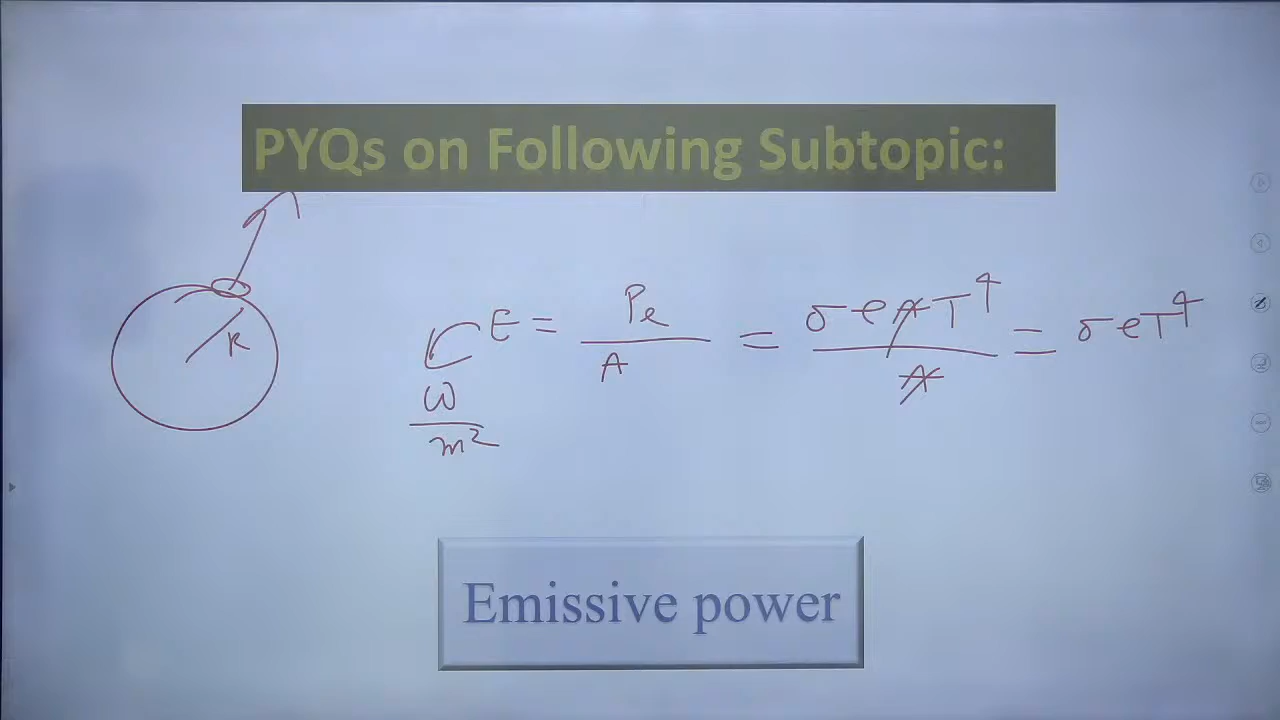 PYQs on Following Subtopic:
R
E = Pe / A = σeAT⁴ / A = σeT⁴
W / m²
Emissive power